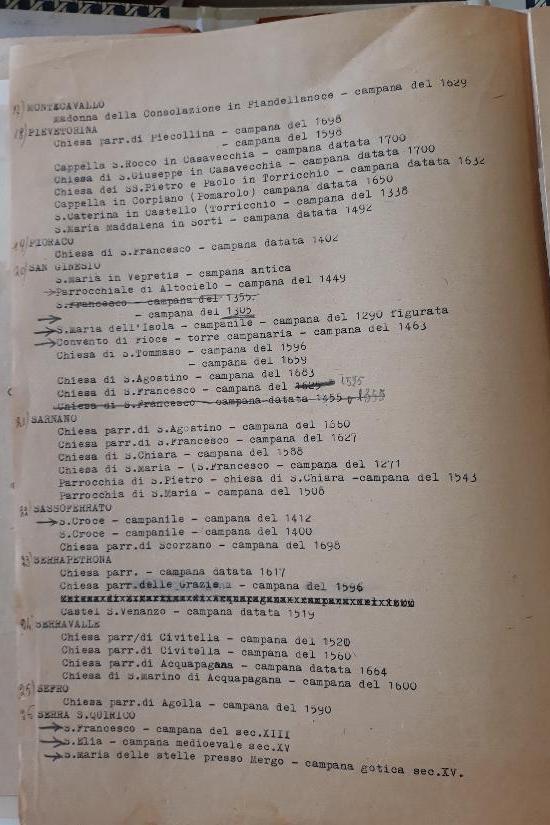 17) MONTECAVALLO
Madonna della Consolazione in Piandellanoce - campana del 1629
18) PIEVETORINA
Chiesa parr.di Piecollina - campana del 1698
- campana del 1598
Cappella S.Rocco in Casavecchia - campana datata 1700
Chiesa di S.Giuseppe in Casavecchia - campana datata 1700
Chiesa dei SS.Pietro e Paolo in Torricchio - campana datata 1632
Cappella in Corpiano (Pomarolo) campana datata 1650
S.Caterina in Castello (Torricchio - campana del 1338
S.Maria Maddalena in Sorti - campana datata 1492
19) PIORACO
Chiesa di S.Francesco - campana datata 1402
20) SAN GINESIO
S.Maria in Vepretis - campana antica
Parrocchiale di Altocielo - campana del 1449
S.Francesco - campana del 1355.
- campana del 1305
S.Maria dell'Isola - campanile - campana del 1290 figurata
Convento di Pioce - torre campanaria - campana del 1463
Chiesa di S.Tommaso - campana del 1596
- campana del 1659
Chiesa di S.Agostino - campana del 1683
Chiesa di S.Francesco - campana del 1625 1595
Chiesa di S.Francesco - campana datata 1455 1355
21) SARNANO
Chiesa parr.di S.Agostino - campana del 1660
Chiesa parr.di S.Francesco - campana del 1627
Chiesa di S.Chiara - campana del 1588
Chiesa di S.Maria - (S.Francesco - campana del 1271
Parrocchia di S.Pietro - chiesa di S.Chiara -campana del 1543
Parrocchia di S.Maria - campana del 1508
22) SASSOFERRATO
S.Croce - campanile - campana del 1412
S.Croce - campanile - campana del 1400
Chiesa parr.di Scorzano - campana del 1698
23) SERRAPETRONA
Chiesa parr. - campana datata 1617
Chiesa parr.delle Grazie - campana del 1596
Castel S.Venanzo - campana datata 1519
24) SERRAVALLE
Chiesa parr/di Civitella - campana del 1520
Chiesa parr.di Civitella - campana del 1560
Chiesa parr.di Acquapagana - campana datata 1664
Chiesa di S.Marino di Acquapagana - campana del 1600
25) SEFRO
Chiesa parr.di Agolla - campana del 1590
26 SERRA S.QUIRICO
S.Francesco - campana del sec.XIII
S.Elia - campana medioevale sec.XV
S.Maria delle stelle presso Mergo - campana gotica sec.XV.